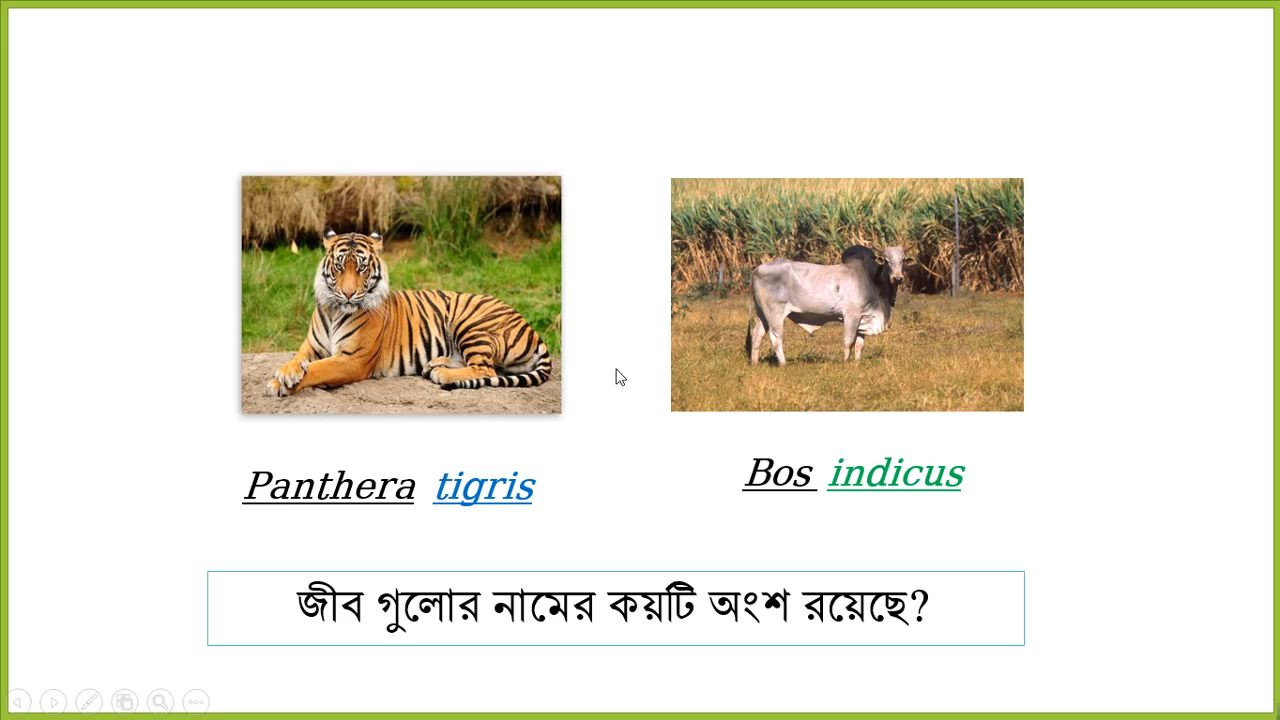 Panthera tigris
Bos indicus
জীব গুলোর নামের কয়টি অংশ রয়েছে?